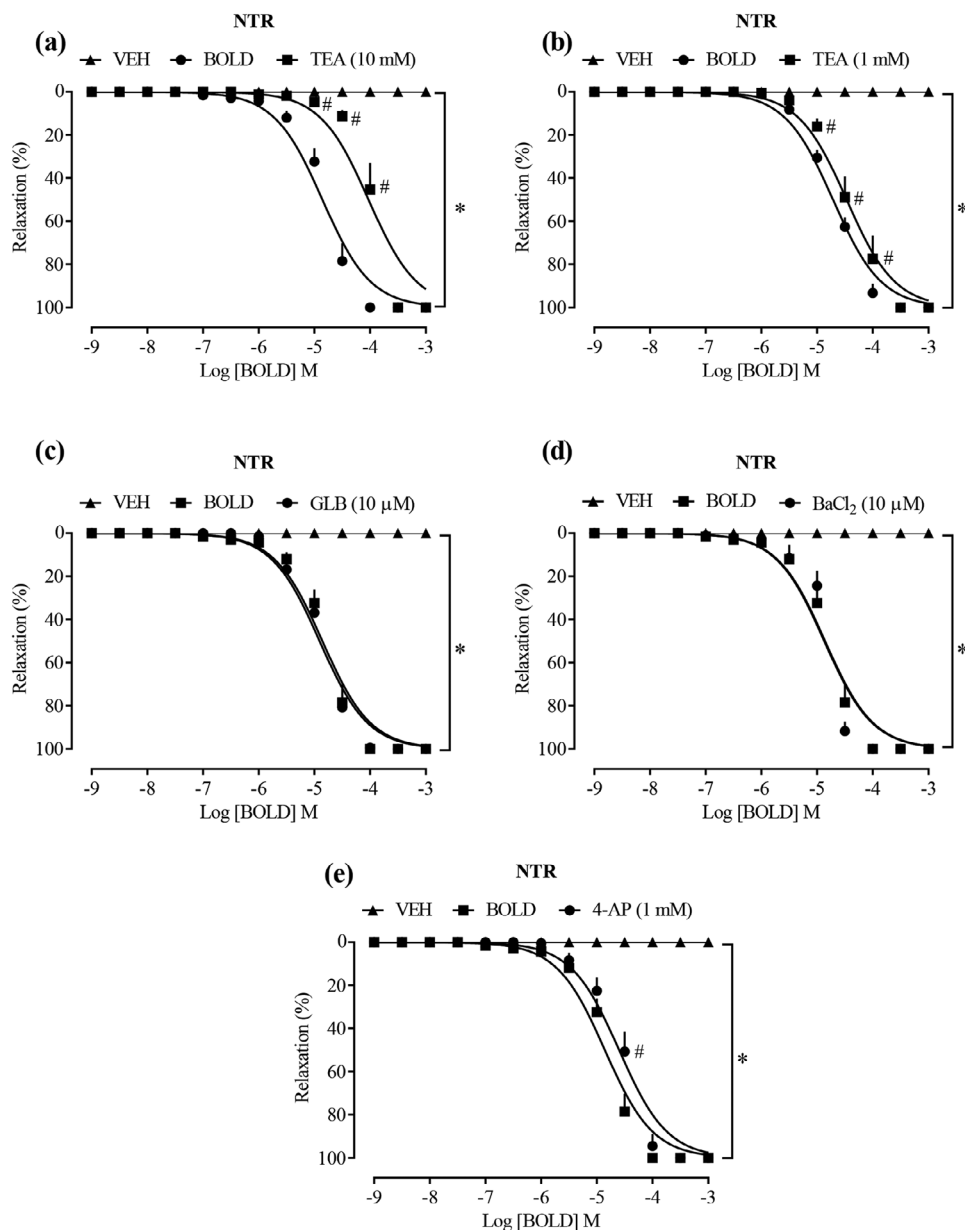 NTR
(a)
VEH BOLD TEA (10 mM)
0
20
40
60
80
100
Relaxation (%)
#
#
#
*
-9 -8 -7 -6 -5 -4 -3
Log [BOLD] M
NTR
(b)
VEH BOLD TEA (1 mM)
0
20
40
60
80
100
Relaxation (%)
#
#
#
*
-9 -8 -7 -6 -5 -4 -3
Log [BOLD] M
(c)
NTR
VEH BOLD GLB (10 μM)
0
20
40
60
80
100
Relaxation (%)
*
-9 -8 -7 -6 -5 -4 -3
Log [BOLD] M
(d)
NTR
VEH BOLD BaCl₂ (10 μM)
0
20
40
60
80
100
Relaxation (%)
*
-9 -8 -7 -6 -5 -4 -3
Log [BOLD] M
(e) NTR
VEH BOLD 4-AP (1 mM)
0
20
40
60
80
100
Relaxation (%)
#
*
-9 -8 -7 -6 -5 -4 -3
Log [BOLD] M